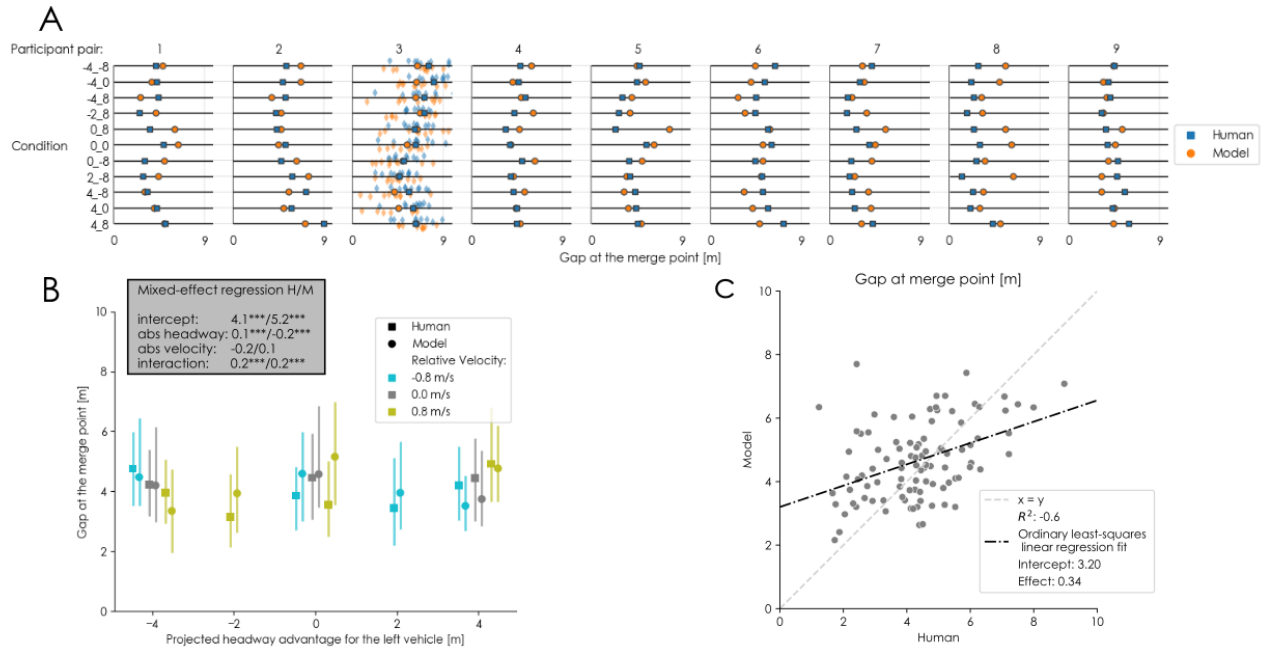 A
Participant pair: 1 2 3 4 5 6 7 8 9
-4_-8
-4_0
-4_8
-2_8
0_8
Condition
0_0
0_-8
2_-8
4_-8
4_0
4_8
Human
Model
0 9 0 9 0 9 0 9 0 9 0 9 0 9 0 9 0 9
Gap at the merge point [m]
B
Mixed-effect regression H/M
intercept: 4.1***/5.2***
abs headway: 0.1***/-0.2***
abs velocity: -0.2/0.1
interaction: 0.2***/0.2***
Human
Model
Relative Velocity:
-0.8 m/s
0.0 m/s
0.8 m/s
Gap at the merge point [m]
10
8
6
4
2
0
−4 −2 0 2 4
Projected headway advantage for the left vehicle [m]
C
Gap at merge point [m]
Model
10
8
6
4
2
0
x = y
R²: -0.6
Ordinary least-squares
linear regression fit
Intercept: 3.20
Effect: 0.34
0 2 4 6 8 10
Human